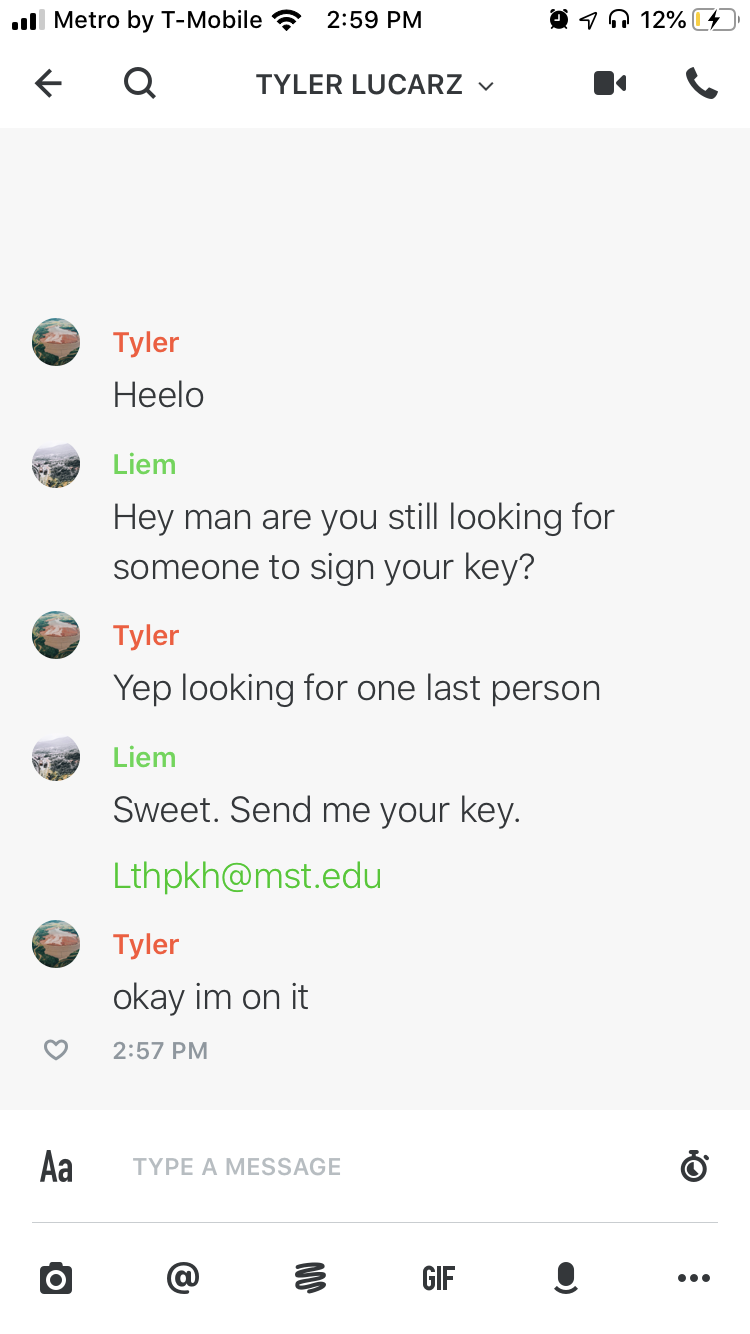 Metro by T-Mobile 2:59 PM 12%
TYLER LUCARZ
Tyler
Heelo
Liem
Hey man are you still looking for
someone to sign your key?
Tyler
Yep looking for one last person
Liem
Sweet. Send me your key.
Lthpkh@mst.edu
Tyler
okay im on it
2:57 PM
Aa TYPE A MESSAGE
@ GIF